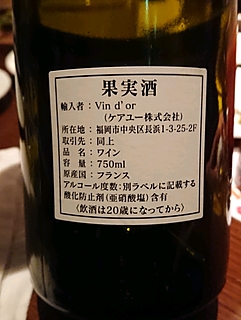 果実酒
輸入者：Vin d'or
（ケアユー株式会社）
所在地：福岡市中央区長浜1-3-25-2F
取引先：同上
品名：ワイン
容量：750ml
原産国：フランス
アルコール度数：別ラベルに記載する
酸化防止剤（亜硝酸塩）含有
〈飲酒は20歳になってから〉